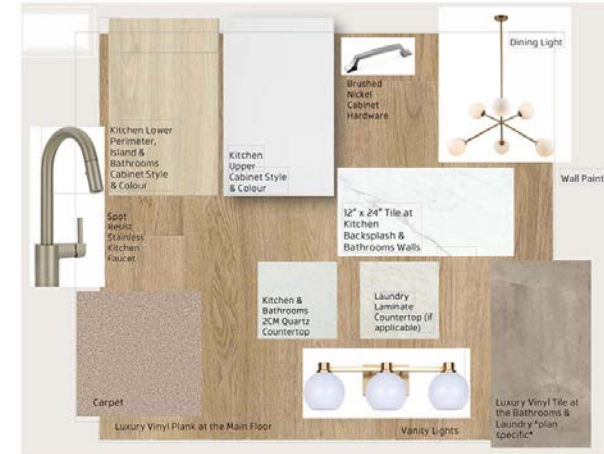 Dining Light
Brushed
Nickel
Cabinet
Hardware
Kitchen Lower
Perimeter,
Island &
Bathrooms
Cabinet Style
& Colour
Kitchen
Upper
Cabinet Style
& Colour
Wall Paint
12" x 24" Tile at
Kitchen
Backsplash &
Bathrooms Walls
Spot
Resist
Stainless
Kitchen
Faucet
Kitchen &
Bathrooms
2CM Quartz
Countertop
Laundry
Laminate
Countertop (if
applicable)
Carpet
Luxury Vinyl Tile at
the Bathrooms &
Laundry *plan
specific*
Luxury Vinyl Plank at the Main Floor
Vanity Lights